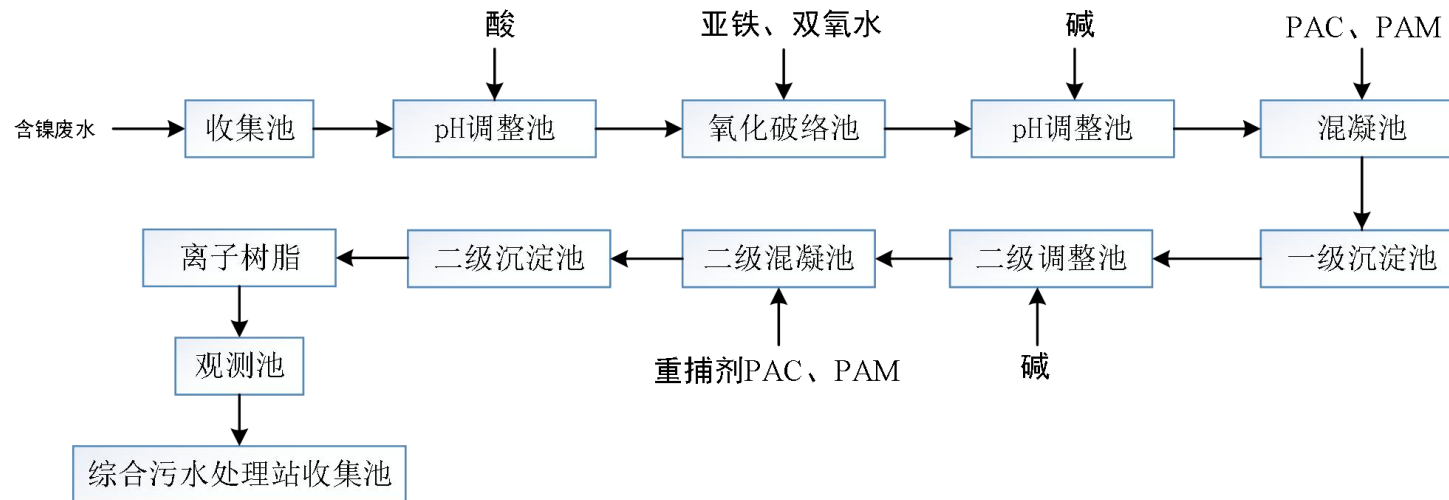 酸
亚铁、双氧水
碱
PAC、PAM
含镍废水
收集池
pH调整池
氧化破络池
pH调整池
混凝池
离子树脂
二级沉淀池
二级混凝池
二级调整池
一级沉淀池
观测池
重捕剂PAC、PAM
碱
综合污水处理站收集池